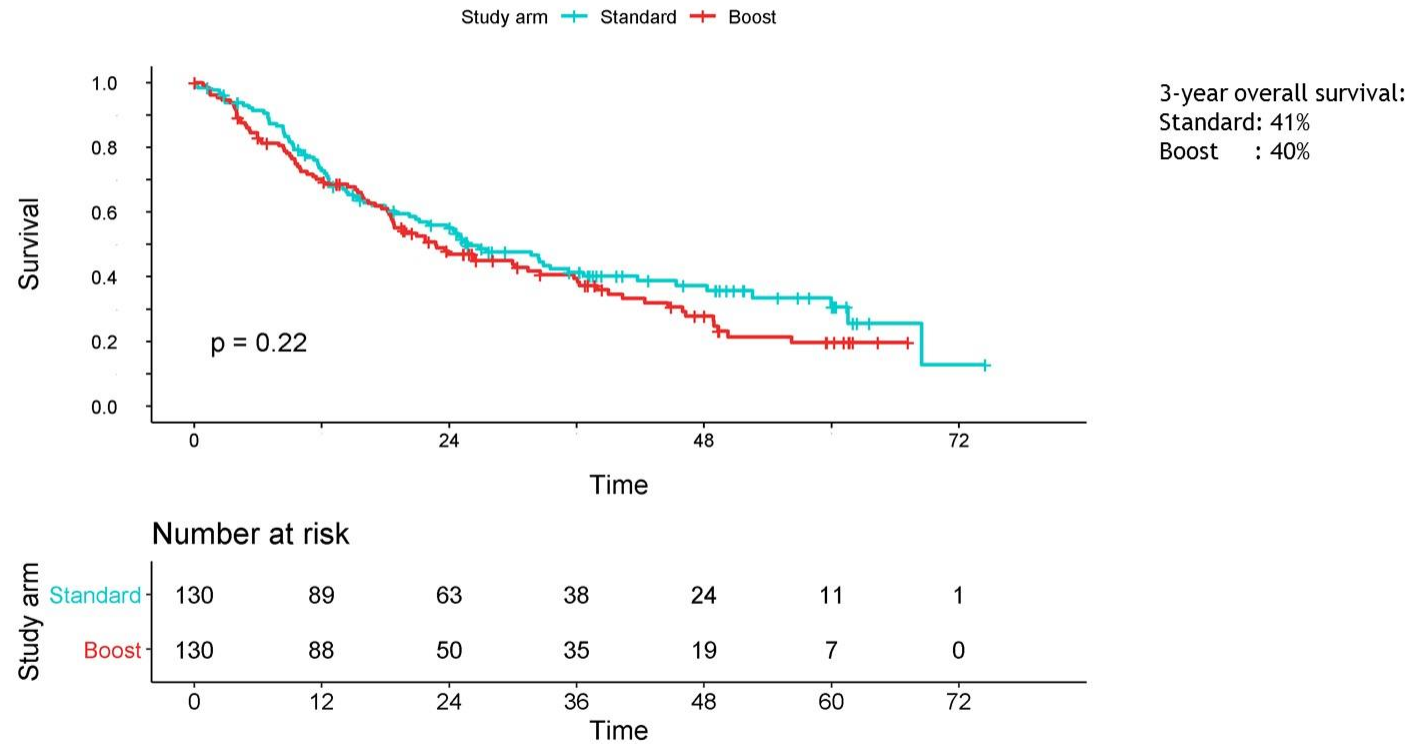 Study arm Standard Boost
3-year overall survival:
Standard: 41%
Boost : 40%
Survival
1.0
0.8
0.6
0.4
0.2
0.0
p = 0.22
0 24 48 72
Time
Number at risk
Study arm
Standard 130 89 63 38 24 11 1
Boost 130 88 50 35 19 7 0
0 12 24 36 48 60 72
Time